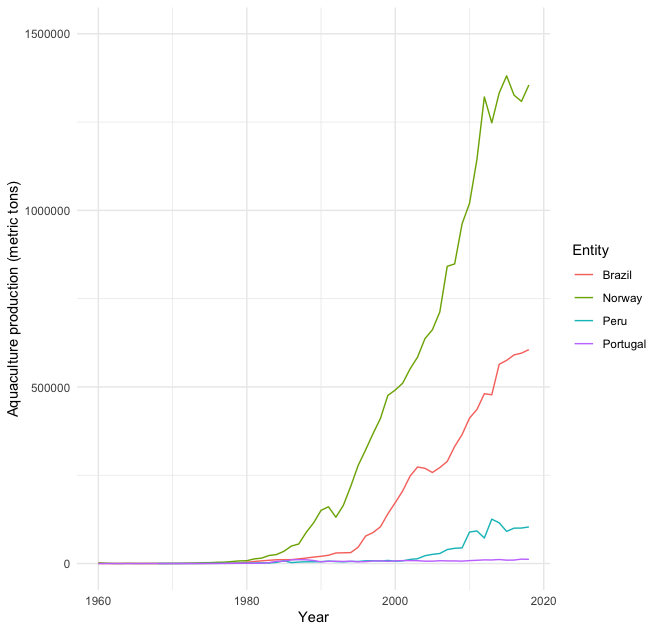 1500000
1000000
500000
0
Aquaculture production (metric tons)
1960
1980
2000
2020
Year
Entity
Brazil
Norway
Peru
Portugal